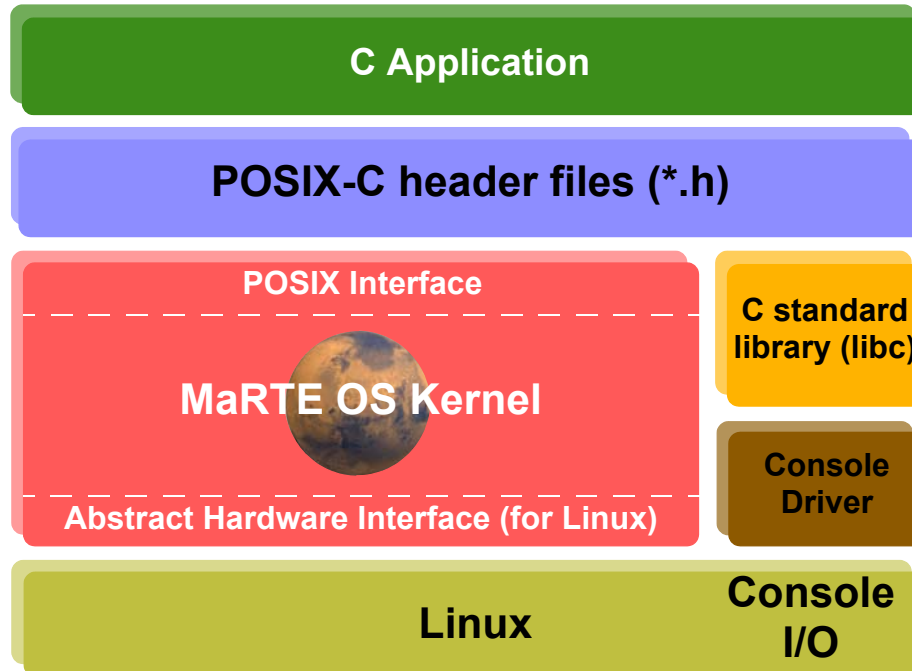 C Application
POSIX-C header files (*.h)
POSIX Interface
MaRTE OS Kernel
Abstract Hardware Interface (for Linux)
C standard
library (libc)
Console
Driver
Linux
Console
I/O